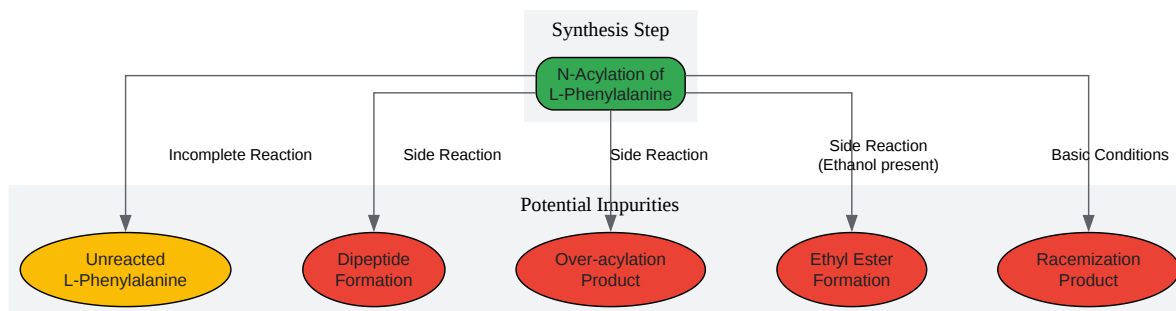 Synthesis Step
N-Acylation of
L-Phenylalanine
Incomplete Reaction
Side Reaction
Side Reaction
Side Reaction
(Ethanol present)
Basic Conditions
Potential Impurities
Unreacted
L-Phenylalanine
Dipeptide
Formation
Over-acylation
Product
Ethyl Ester
Formation
Racemization
Product